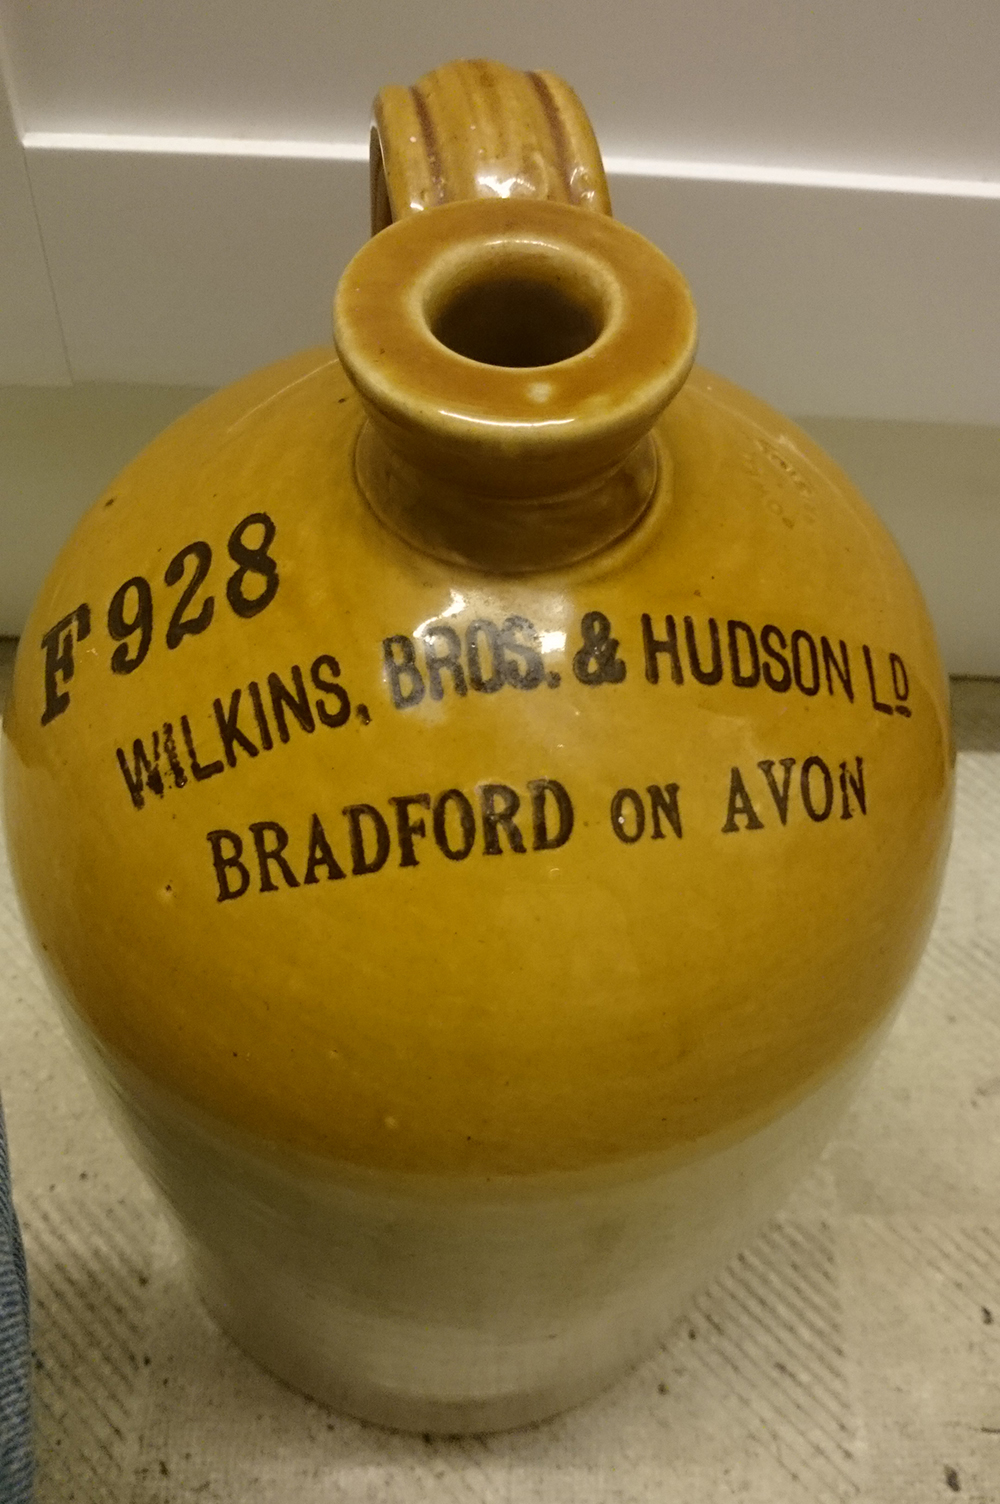 F928
WILKINS, BROS. & HUDSON LD
BRADFORD ON AVON